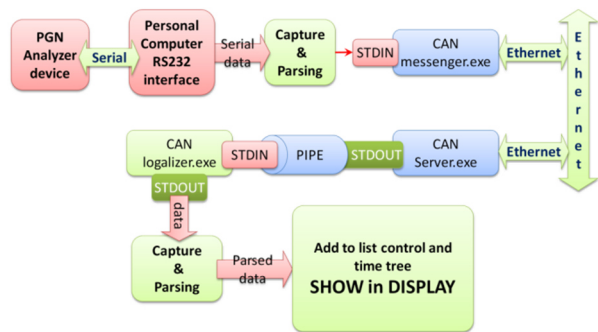 PGN
Analyzer
device
Serial
Personal
Computer
RS232
interface
Serial
data
Capture
&
Parsing
STDIN
CAN
messenger.exe
Ethernet
Ethernet
CAN
logalizer.exe
STDIN
PIPE
STDOUT
CAN
Server.exe
Ethernet
STDOUT
data
Capture
&
Parsing
Parsed
data
Add to list control and
time tree
SHOW in DISPLAY